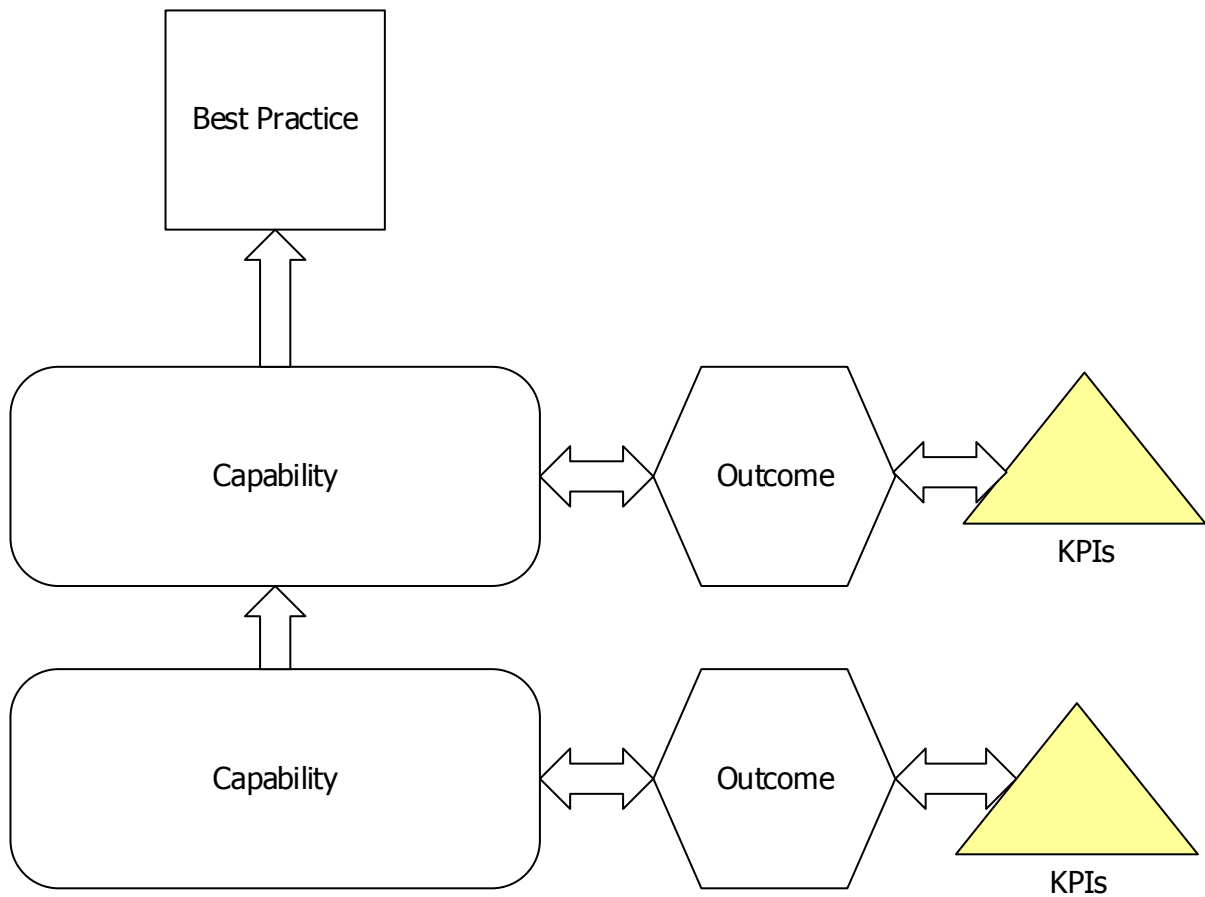 Best Practice
Capability
Outcome
KPIs
Capability
Outcome
KPIs